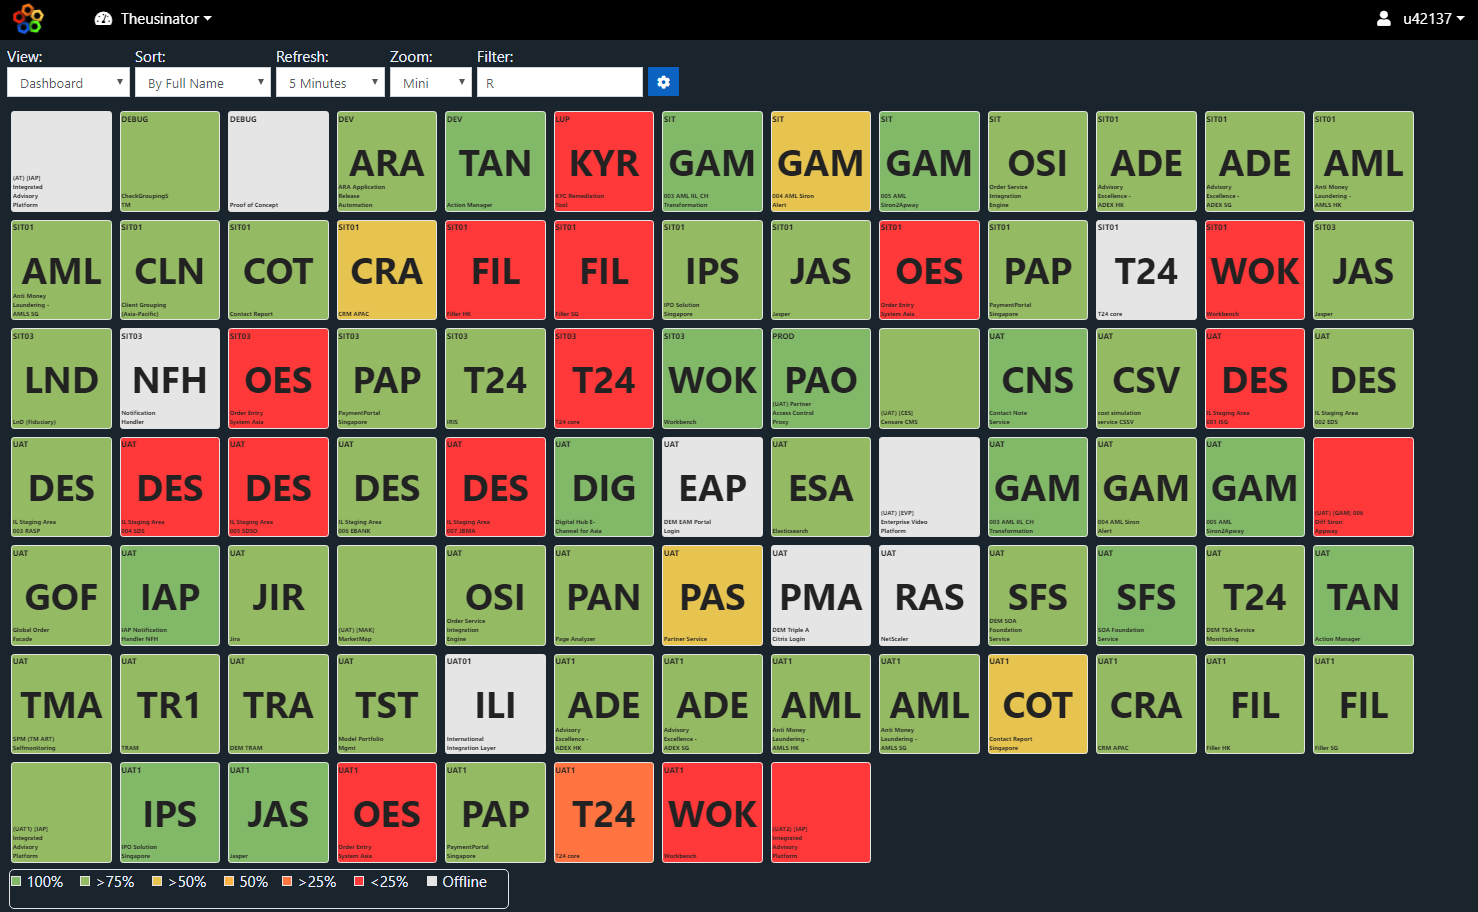 Theusinator
u42137
View:
Sort:
Refresh:
Zoom:
Filter:
Dashboard
By Full Name
5 Minutes
Mini
R
(AT) [IAP]
Integrated
Advisory
Platform
DEBUG
CheckGroupingS
TM
DEBUG
Proof of Concept
DEV
ARA
ARA Application
Release
Automation
DEV
TAN
Action Manager
LUP
KYR
KYC Remediation
Tool
SIT
GAM
003 AML IIL_CH
Transformation
SIT
GAM
004 AML Siron
Alert
SIT
GAM
005 AML
Siron2Apway
SIT
OSI
Order Service
Integration
Engine
SIT01
ADE
Advisory
Excellence -
ADEX HK
SIT01
ADE
Advisory
Excellence -
ADEX SG
SIT01
AML
Anti Money
Laundering -
AMLS HK
SIT01
AML
Anti Money
Laundering -
AMLS SG
SIT01
CLN
Client Grouping
(Asia-Pacific)
SIT01
COT
Contact Report
SIT01
CRA
CRM APAC
SIT01
FIL
Filler HK
SIT01
FIL
Filler SG
SIT01
IPS
IPO Solution
Singapore
SIT01
JAS
Jasper
SIT01
OES
Order Entry
System Asia
SIT01
PAP
PaymentPortal
Singapore
SIT01
T24
T24 core
SIT01
WOK
Workbench
SIT03
JAS
Jasper
SIT03
LND
LnD (Fiduciary)
SIT03
NFH
Notification
Handler
SIT03
OES
Order Entry
System Asia
SIT03
PAP
PaymentPortal
Singapore
SIT03
T24
IRIS
SIT03
T24
T24 core
SIT03
WOK
Workbench
PROD
PAO
(UAT) Partner
Access Control
Proxy
(UAT) [CES]
Censare CMS
UAT
CNS
Contact Note
Service
UAT
CSV
cost simulation
service CSSV
UAT
DES
IL Staging Area
001 ISG
UAT
DES
IL Staging Area
002 EDS
UAT
DES
IL Staging Area
003 RASP
UAT
DES
IL Staging Area
004 SDS
UAT
DES
IL Staging Area
005 SDSO
UAT
DES
IL Staging Area
006 EBANK
UAT
DES
IL Staging Area
007 JBMA
UAT
DIG
Digital Hub E-
Channel for Asia
UAT
EAP
DEM EAM Portal
Login
UAT
ESA
Elasticsearch
(UAT) [EVP]
Enterprise Video
Platform
UAT
GAM
003 AML IIL_CH
Transformation
UAT
GAM
004 AML Siron
Alert
UAT
GAM
005 AML
Siron2Apway
(UAT) [GAM] 006
Diff Siron
Appway
UAT
GOF
Global Order
Facade
UAT
IAP
IAP Notification
Handler NFH
UAT
JIR
Jira
(UAT) [MAK]
MarketMap
UAT
OSI
Order Service
Integration
Engine
UAT
PAN
Page Analyzer
UAT
PAS
Partner Service
UAT
PMA
DEM Triple A
Citrix Login
UAT
RAS
NetScaler
UAT
SFS
DEM SOA
Foundation
Service
UAT
SFS
SOA Foundation
Service
UAT
T24
DEM TSA Service
Monitoring
UAT
TAN
Action Manager
UAT
TMA
SPM (TM ART)
Selfmonitoring
UAT
TR1
TRAM
UAT
TRA
DEM TRAM
UAT
TST
Model Portfolio
Mgmt
UAT01
ILI
International
Integration Layer
UAT1
ADE
Advisory
Excellence -
ADEX HK
UAT1
ADE
Advisory
Excellence -
ADEX SG
UAT1
AML
Anti Money
Laundering -
AMLS HK
UAT1
AML
Anti Money
Laundering -
AMLS SG
UAT1
COT
Contact Report
Singapore
UAT1
CRA
CRM APAC
UAT1
FIL
Filler HK
UAT1
FIL
Filler SG
(UAT1) [IAP]
Integrated
Advisory
Platform
UAT1
IPS
IPO Solution
Singapore
UAT1
JAS
Jasper
UAT1
OES
Order Entry
System Asia
UAT1
PAP
PaymentPortal
Singapore
UAT1
T24
T24 core
UAT1
WOK
Workbench
(UAT2) [IAP]
Integrated
Advisory
Platform
100% >75% >50% 50% >25% <25% Offline